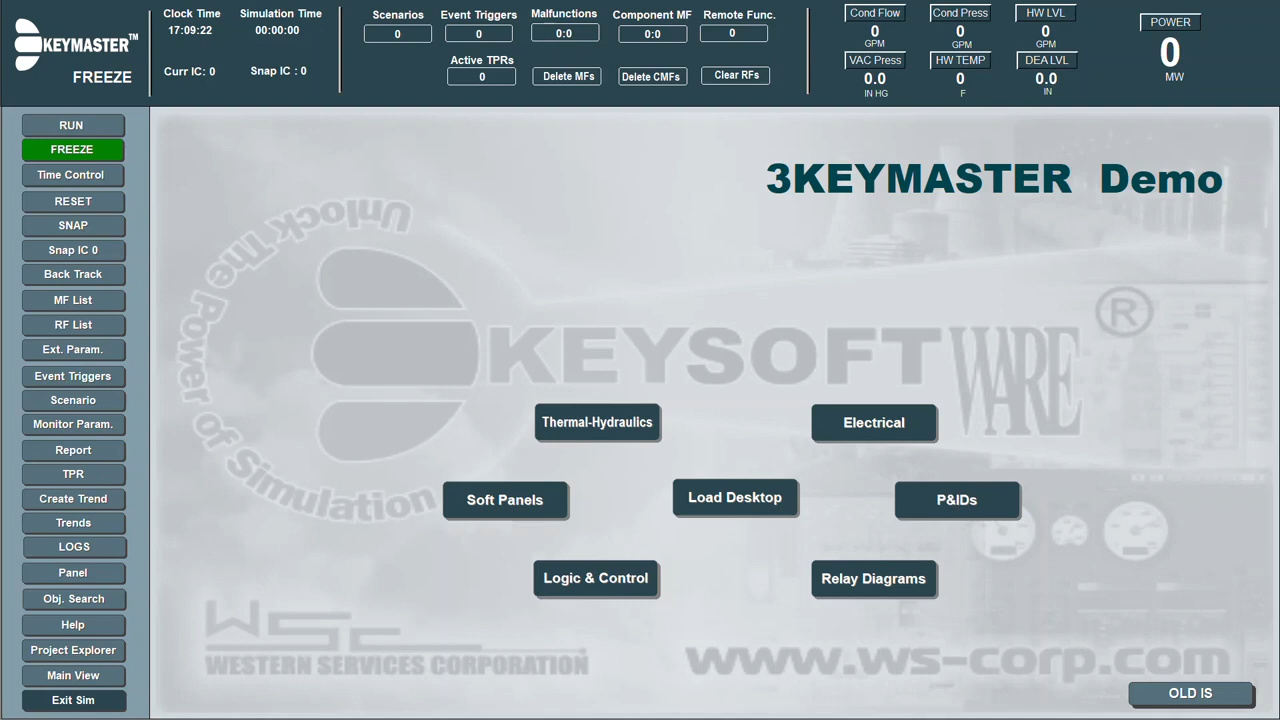 KEYMASTER™
FREEZE
Clock Time
17:09:22
Simulation Time
00:00:00
Curr IC: 0
Snap IC : 0
Scenarios
0
Event Triggers
0
Malfunctions
0:0
Component MF
0:0
Remote Func.
0
Active TPRs
0
Delete MFs
Delete CMFs
Clear RFs
Cond Flow
0
GPM
Cond Press
0
GPM
HW LVL
0
GPM
VAC Press
0.0
IN HG
HW TEMP
0
F
DEA LVL
0.0
IN
POWER
0
MW
RUN
FREEZE
Time Control
RESET
SNAP
Snap IC 0
Back Track
MF List
RF List
Ext. Param.
Event Triggers
Scenario
Monitor Param.
Report
TPR
Create Trend
Trends
LOGS
Panel
Obj. Search
Help
Project Explorer
Main View
Exit Sim
3KEYMASTER Demo
Unlock The Power of Simulation
KEYSOFTWARE®
Thermal-Hydraulics
Electrical
Soft Panels
Load Desktop
P&IDs
Logic & Control
Relay Diagrams
WSC
WESTERN SERVICES CORPORATION
www.ws-corp.com
OLD IS